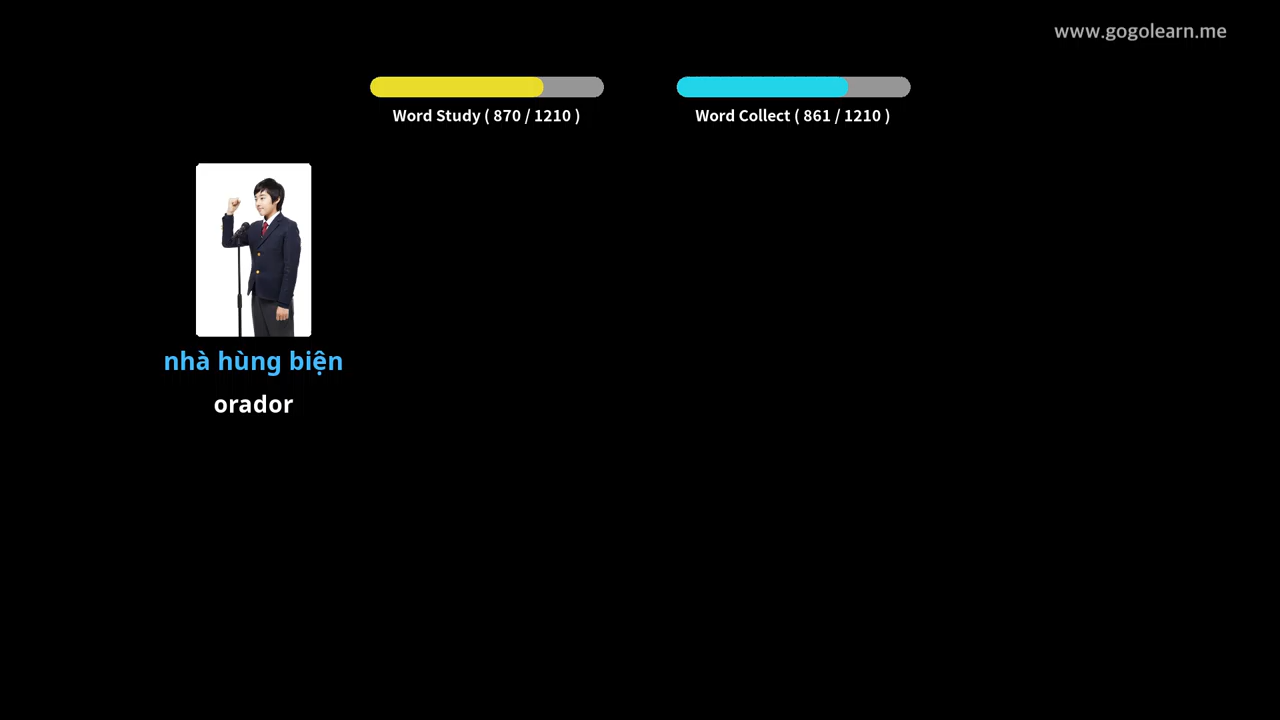 www.gogolearn.me
Word Study ( 870 / 1210 )
Word Collect ( 861 / 1210 )
nhà hùng biện
orador